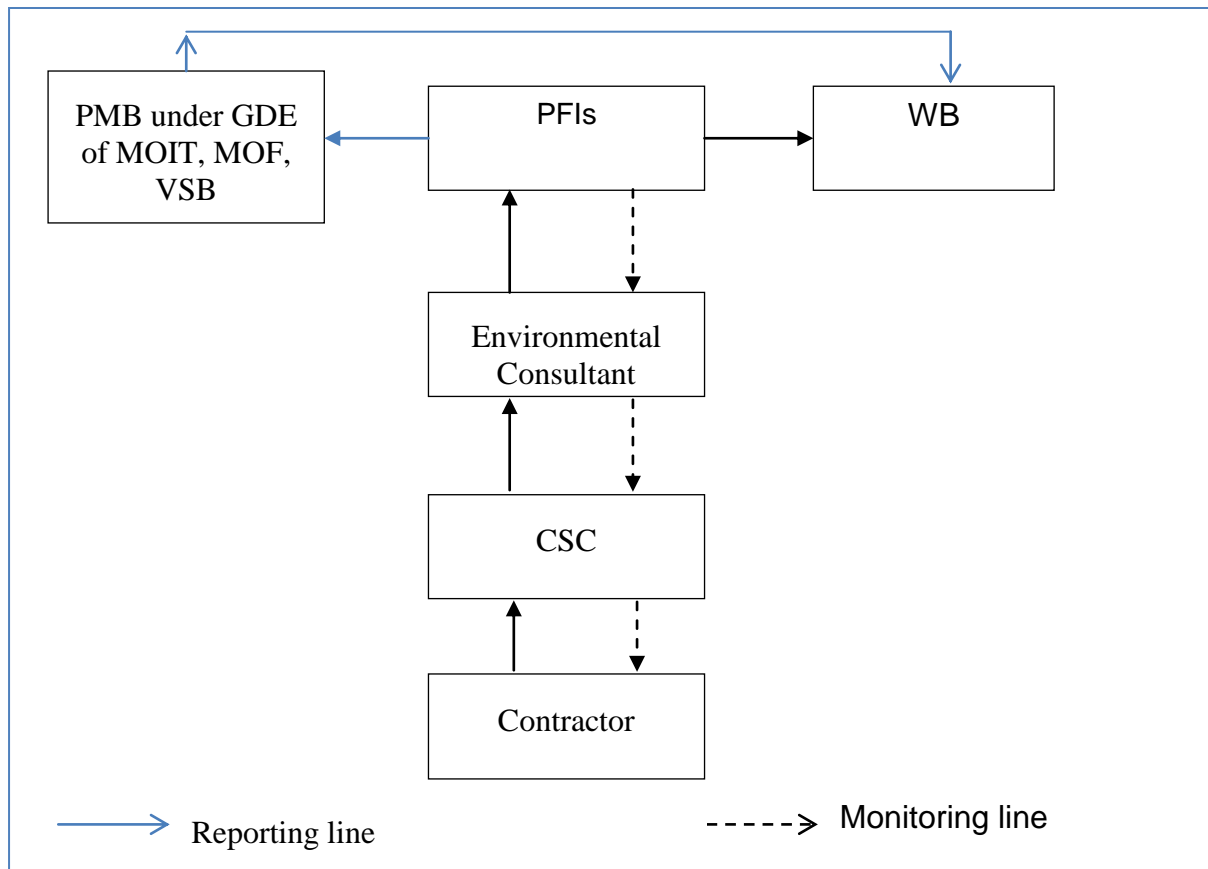 PMB under GDE
of MOIT, MOF,
VSB
PFIs
WB
Environmental
Consultant
CSC
Contractor
Reporting line
Monitoring line